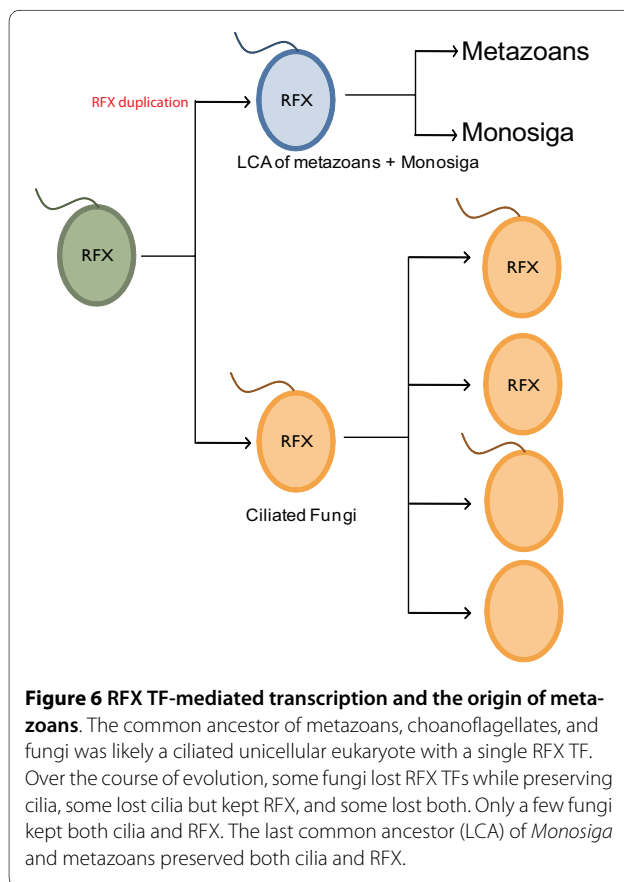 Metazoans
RFX
RFX duplication
Monosiga
LCA of metazoans + Monosiga
RFX
RFX
RFX
RFX
Ciliated Fungi
Figure 6 RFX TF-mediated transcription and the origin of meta-
zoans. The common ancestor of metazoans, choanoflagellates, and
fungi was likely a ciliated unicellular eukaryote with a single RFX TF.
Over the course of evolution, some fungi lost RFX TFs while preserving
cilia, some lost cilia but kept RFX, and some lost both. Only a few fungi
kept both cilia and RFX. The last common ancestor (LCA) of Monosiga
and metazoans preserved both cilia and RFX.